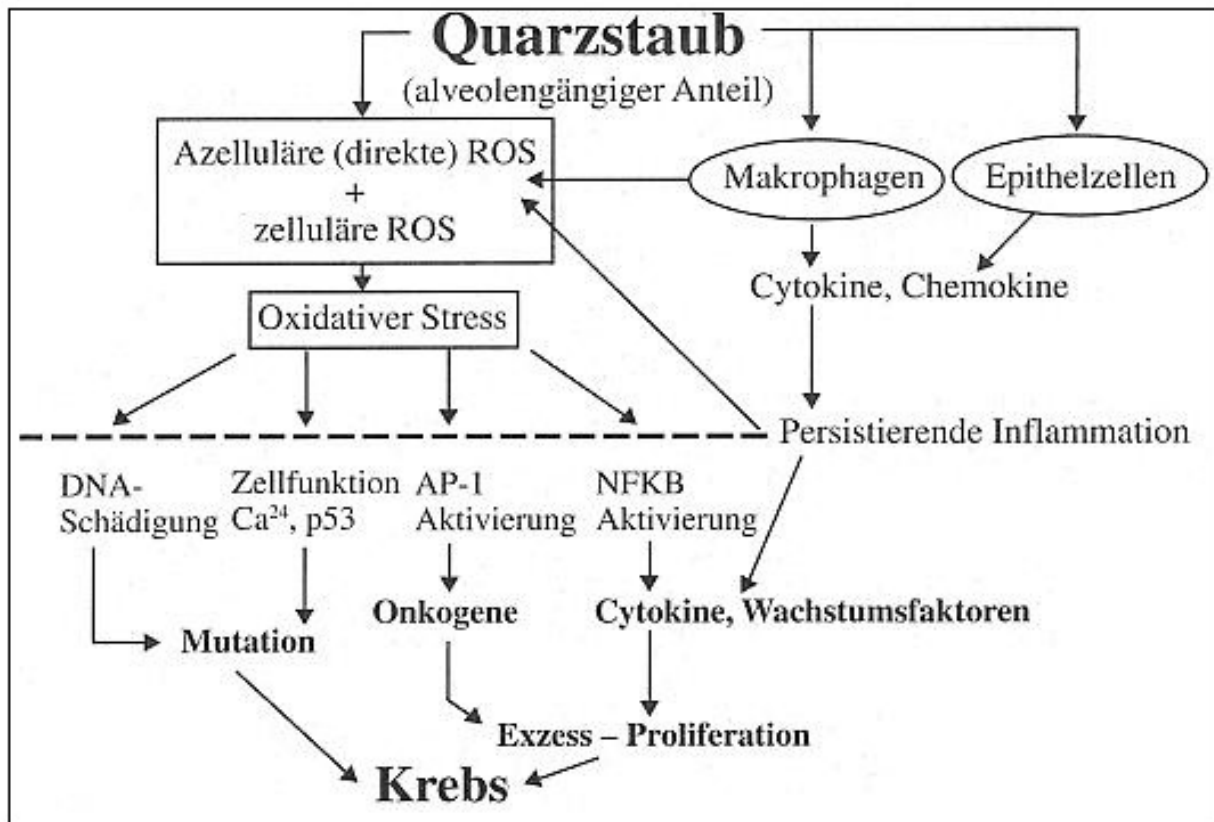 Quarzstaub
(alveolengängiger Anteil)
Azelluläre (direkte) ROS
+
zelluläre ROS
Makrophagen
Epithelzellen
Cytokine, Chemokine
Oxidativer Stress
Persistierende Inflammation
DNA-
Schädigung
Zellfunktion
Ca²⁴, p53
AP-1
Aktivierung
NFKB
Aktivierung
Onkogene
Cytokine, Wachstumsfaktoren
Mutation
Exzess – Proliferation
Krebs